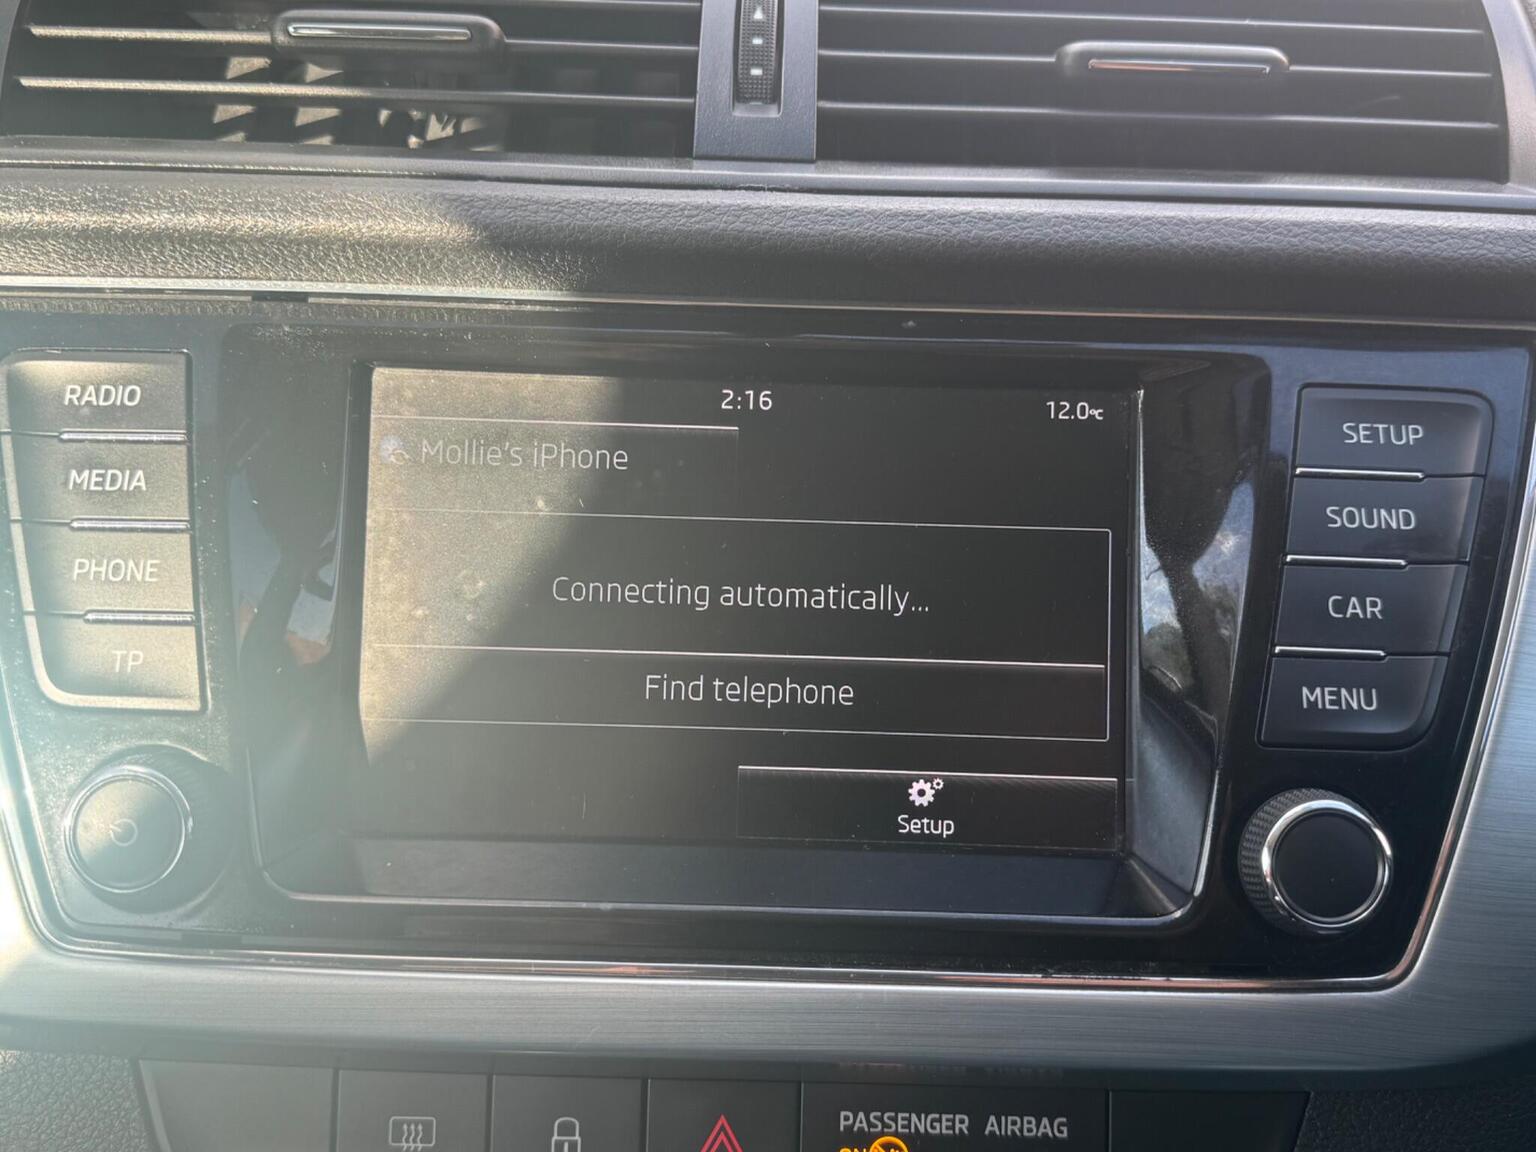 2:16
12.0°C
Mollie's iPhone
Connecting automatically...
Find telephone
Setup
RADIO
MEDIA
PHONE
TP
SETUP
SOUND
CAR
MENU
PASSENGER AIRBAG